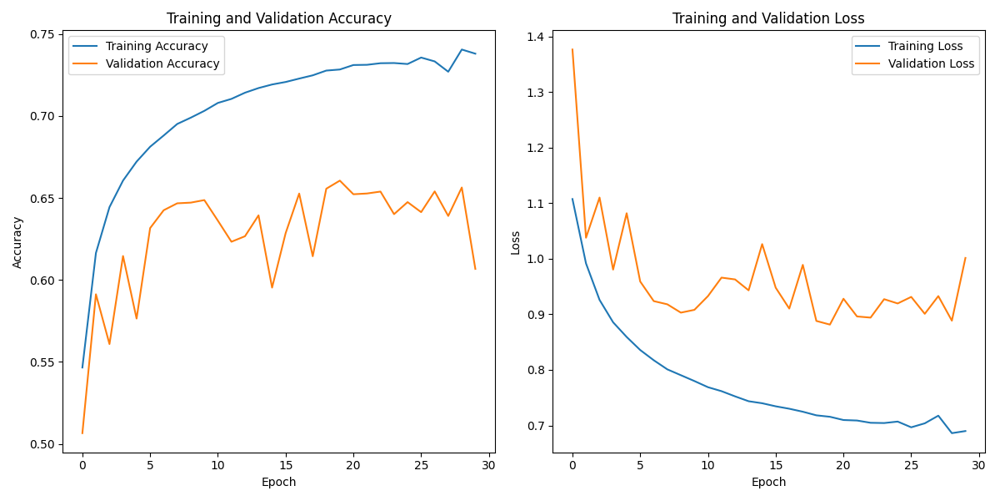 Training and Validation Accuracy
Training Accuracy
Validation Accuracy
0.75
0.70
0.65
0.60
0.55
0.50
Accuracy
0 5 10 15 20 25 30
Epoch
Training and Validation Loss
Training Loss
Validation Loss
1.4
1.3
1.2
1.1
1.0
0.9
0.8
0.7
Loss
0 5 10 15 20 25 30
Epoch